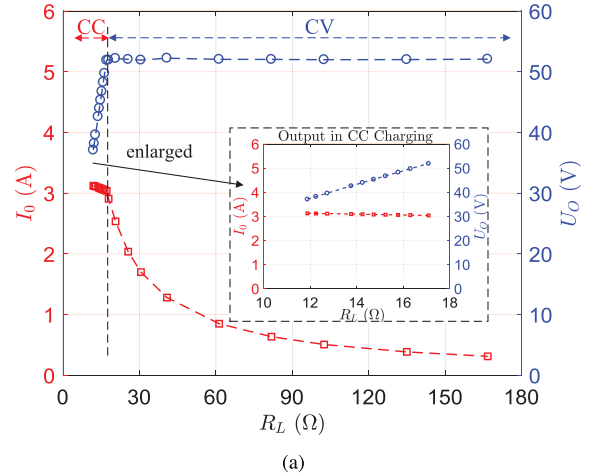 6 60
CC CV
5 50
4 40
3 30
2 20
1 10
0 0
I0 (A)
UO (V)
enlarged
Output in CC Charging
6 60
5 50
4 40
3 30
2 20
1 10
0 0
I0 (A)
UO (V)
10 12 14 16 18
RL (Ω)
0 30 60 90 120 150 180
RL (Ω)
(a)